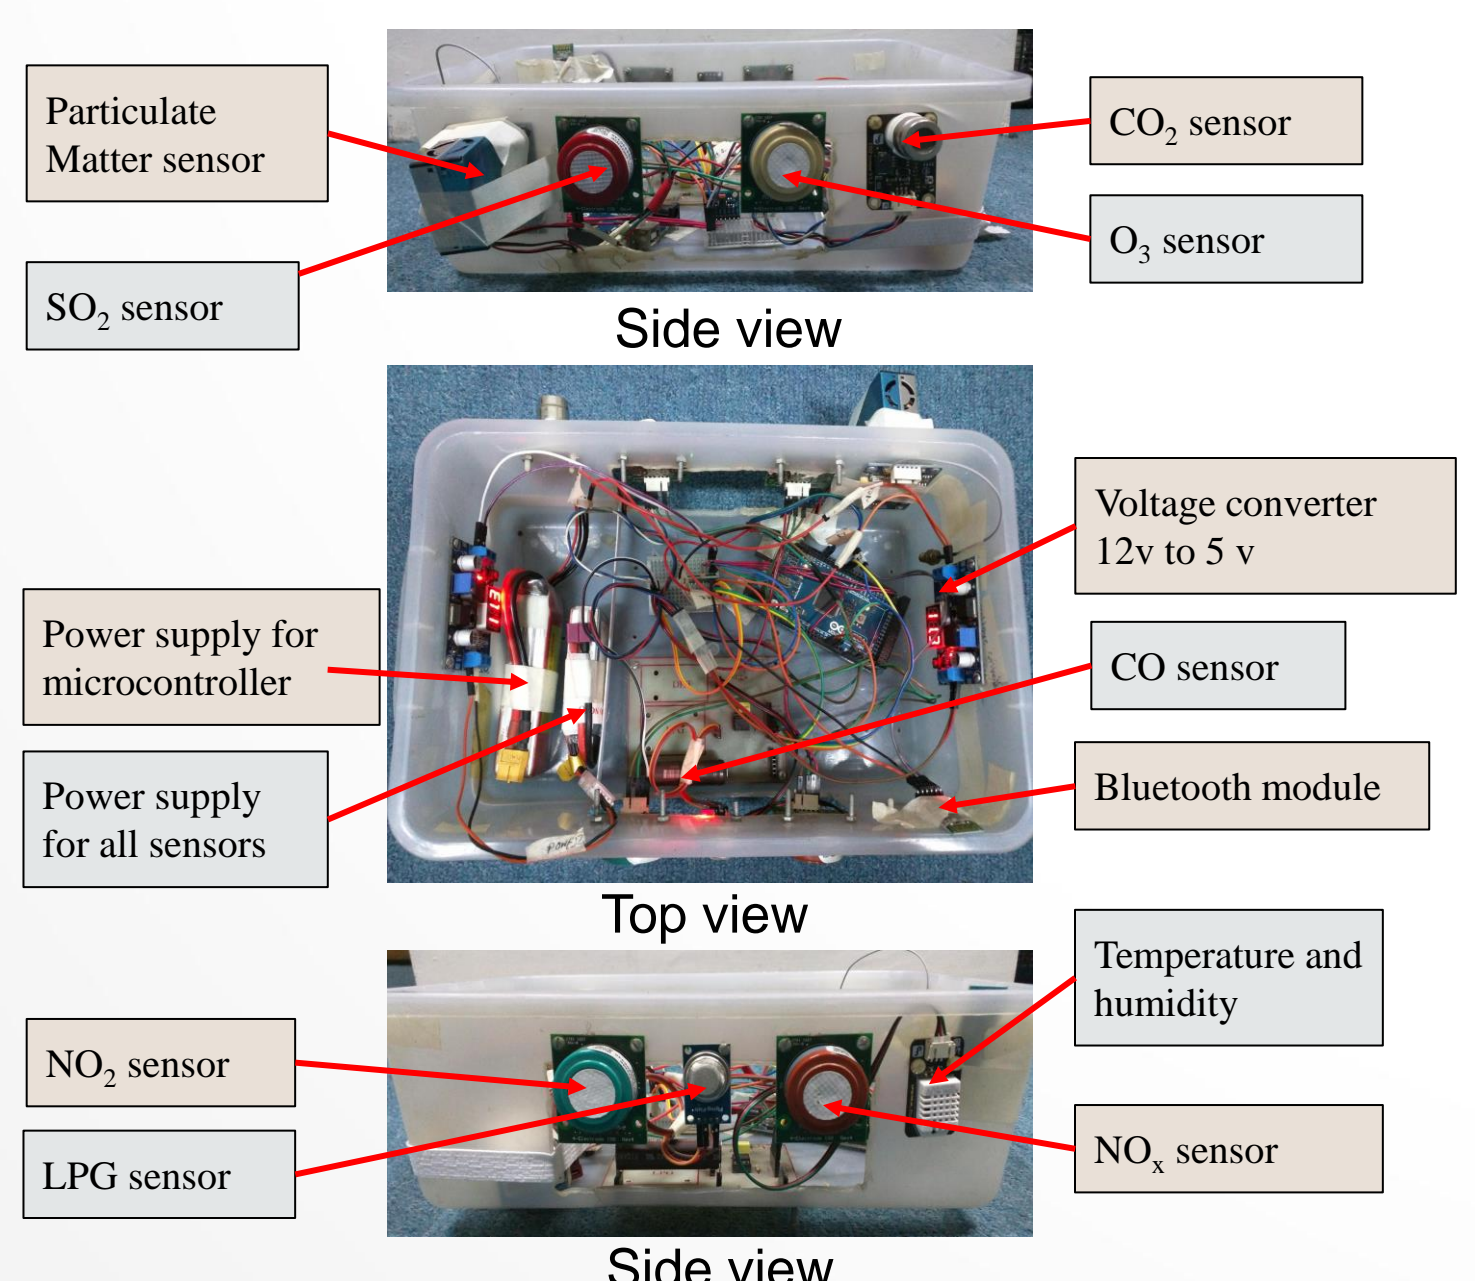 Particulate
Matter sensor
SO₂ sensor
CO₂ sensor
O₃ sensor
Side view
Voltage converter
12v to 5 v
Power supply for
microcontroller
CO sensor
Power supply
for all sensors
Bluetooth module
Top view
Temperature and
humidity
NO₂ sensor
LPG sensor
NOₓ sensor
Side view